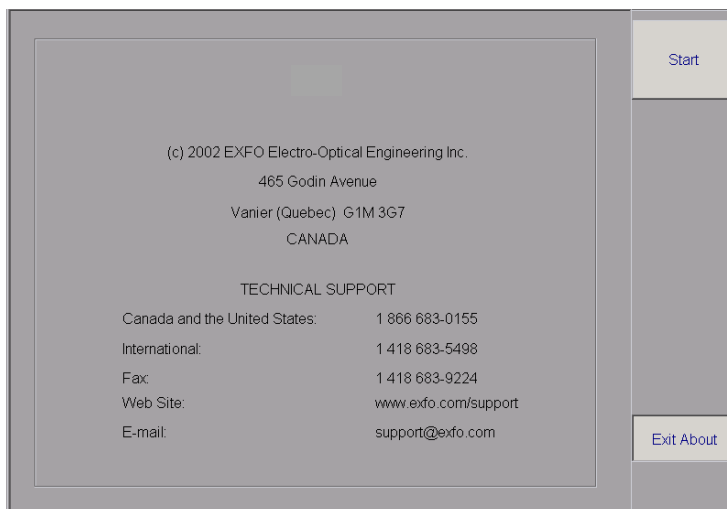 Start
(c) 2002 EXFO Electro-Optical Engineering Inc.
465 Godin Avenue
Vanier (Quebec) G1M 3G7
CANADA
TECHNICAL SUPPORT
Canada and the United States: 1 866 683-0155
International: 1 418 683-5498
Fax: 1 418 683-9224
Web Site: www.exfo.com/support
E-mail: support@exfo.com
Exit About